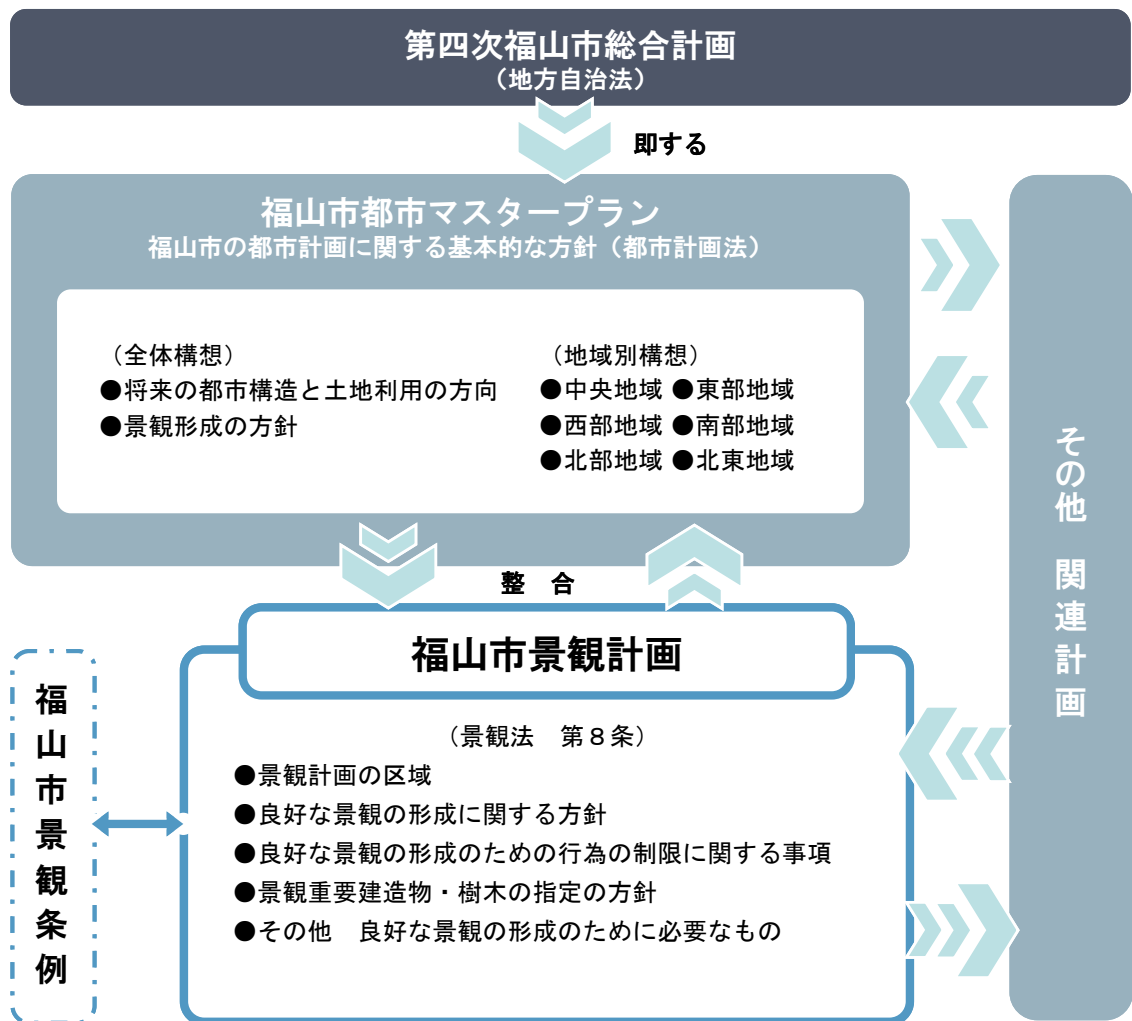 第四次福山市総合計画
（地方自治法）
即する
福山市都市マスタープラン
福山市の都市計画に関する基本的な方針（都市計画法）
（全体構想）
●将来の都市構造と土地利用の方向
●景観形成の方針
（地域別構想）
●中央地域 ●東部地域
●西部地域 ●南部地域
●北部地域 ●北東地域
その他　関連計画
整　合
福山市景観計画
（景観法　第８条）
●景観計画の区域
●良好な景観の形成に関する方針
●良好な景観の形成のための行為の制限に関する事項
●景観重要建造物・樹木の指定の方針
●その他　良好な景観の形成のために必要なもの
福山市景観条例